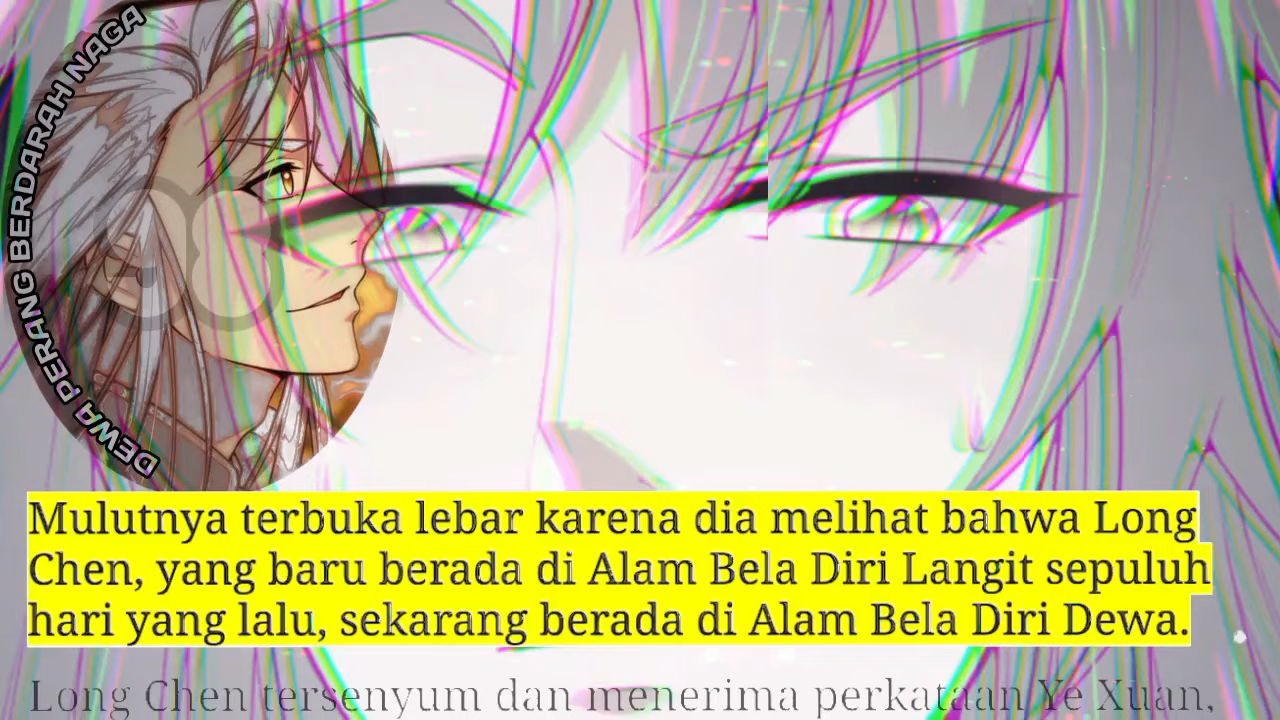 DEWA PERANG BERDARAH NAGA
Mulutnya terbuka lebar karena dia melihat bahwa Long
Chen, yang baru berada di Alam Bela Diri Langit sepuluh
hari yang lalu, sekarang berada di Alam Bela Diri Dewa.
Long Chen tersenyum dan menerima perkataan Ye Xuan,